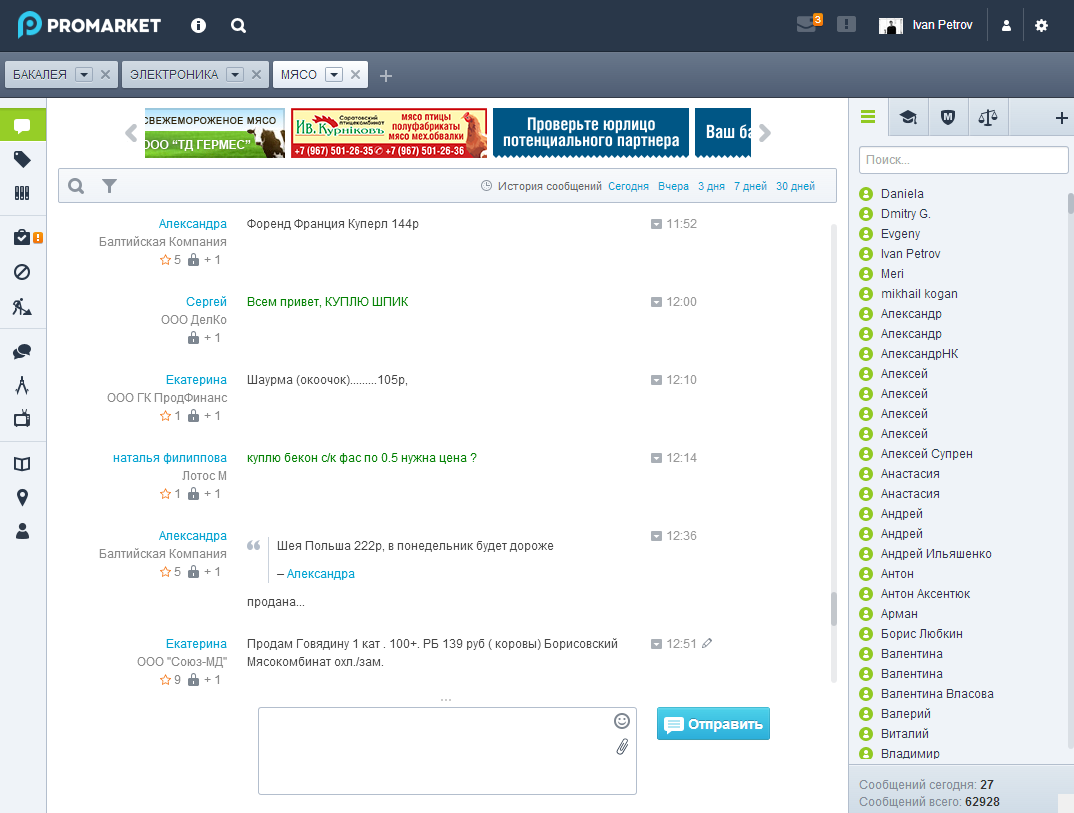 PROMARKET
3
Ivan Petrov
БАКАЛЕЯ
ЭЛЕКТРОНИКА
МЯСО
СВЕЖЕМОРОЖЕНОЕ МЯСО
ООО "ТД ГЕРМЕС"
Саратовский
птицекомбинат
Ив. Курниковъ
мясо птицы
полуфабрикаты
мясо мех.обвалки
+7 (967) 501-26-35 +7 (967) 501-26-36
Проверьте юрлицо
потенциального партнера
Ваш ба
История сообщений Сегодня Вчера 3 дня 7 дней 30 дней
Александра
Балтийская Компания
5 + 1
Форенд Франция Куперл 144р
11:52
Сергей
ООО ДелКо
+ 1
Всем привет, КУПЛЮ ШПИК
12:00
Екатерина
ООО ГК ПродФинанс
1 + 1
Шаурма (окоочок).........105р,
12:10
наталья филиппова
Лотос М
1 + 1
куплю бекон с/к фас по 0.5 нужна цена ?
12:14
Александра
Балтийская Компания
5 + 1
Шея Польша 222р, в понедельник будет дороже
– Александра
продана...
12:36
Екатерина
ООО "Союз-МД"
9 + 1
Продам Говядину 1 кат . 100+. РБ 139 руб ( коровы) Борисовский
Мясокомбинат охл./зам.
12:51
...
Отправить
Поиск...
Daniela
Dmitry G.
Evgeny
Ivan Petrov
Meri
mikhail kogan
Александр
Александр
АлександрНК
Алексей
Алексей
Алексей
Алексей
Алексей Супрен
Анастасия
Анастасия
Андрей
Андрей
Андрей Ильяшенко
Антон
Антон Аксентюк
Арман
Борис Любкин
Валентина
Валентина
Валентина Власова
Валерий
Виталий
Владимир
Сообщений сегодня: 27
Сообщений всего: 62928